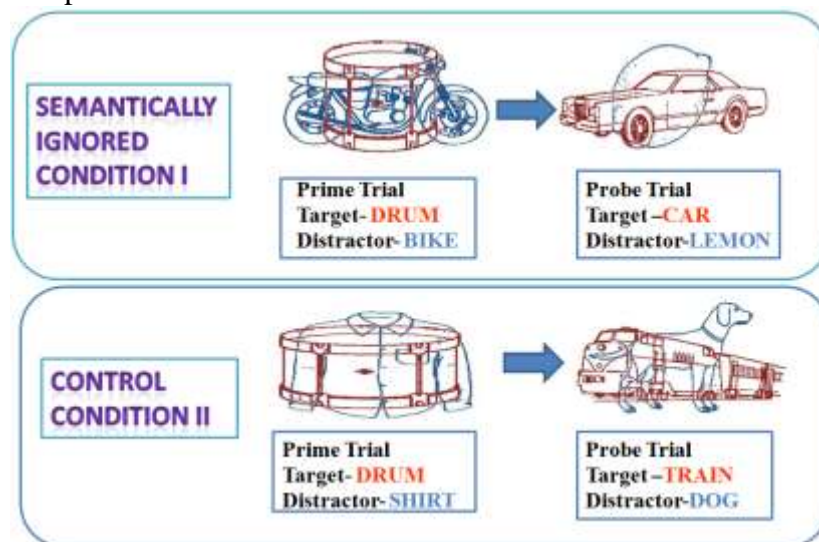 SEMANTICALLY
IGNORED
CONDITION I
Prime Trial
Target- DRUM
Distractor- BIKE
Probe Trial
Target –CAR
Distractor-LEMON
CONTROL
CONDITION II
Prime Trial
Target- DRUM
Distractor-SHIRT
Probe Trial
Target –TRAIN
Distractor-DOG